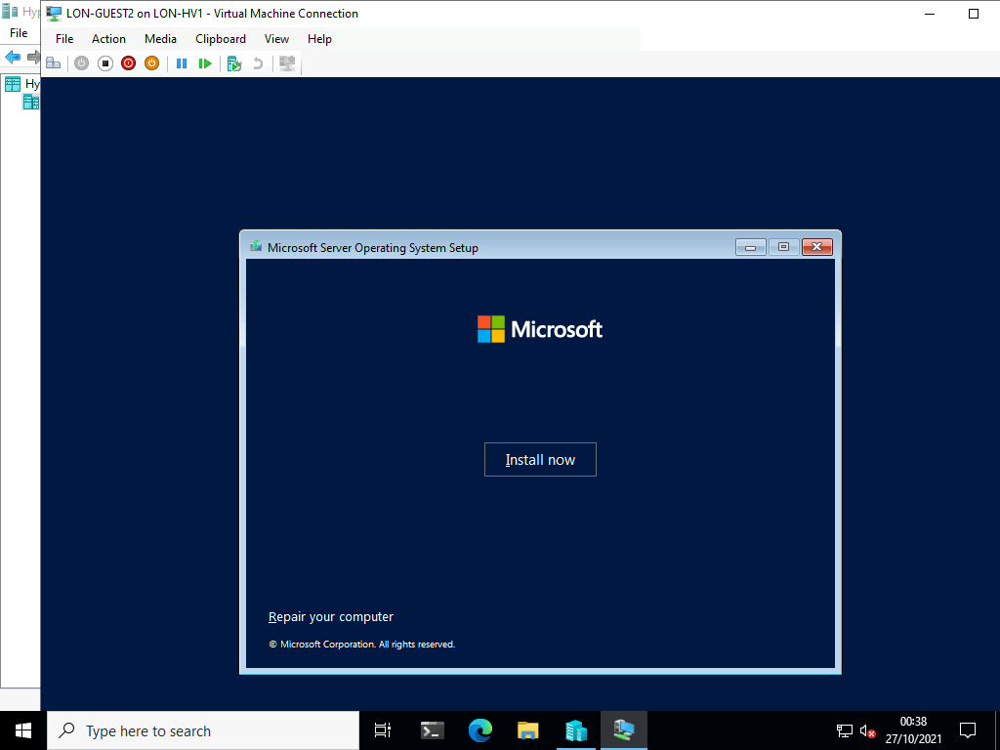 Hyp
LON-GUEST2 on LON-HV1 - Virtual Machine Connection
File
File Action Media Clipboard View Help
Hy
Microsoft Server Operating System Setup
Microsoft
Install now
Repair your computer
© Microsoft Corporation. All rights reserved.
Type here to search
00:38
27/10/2021